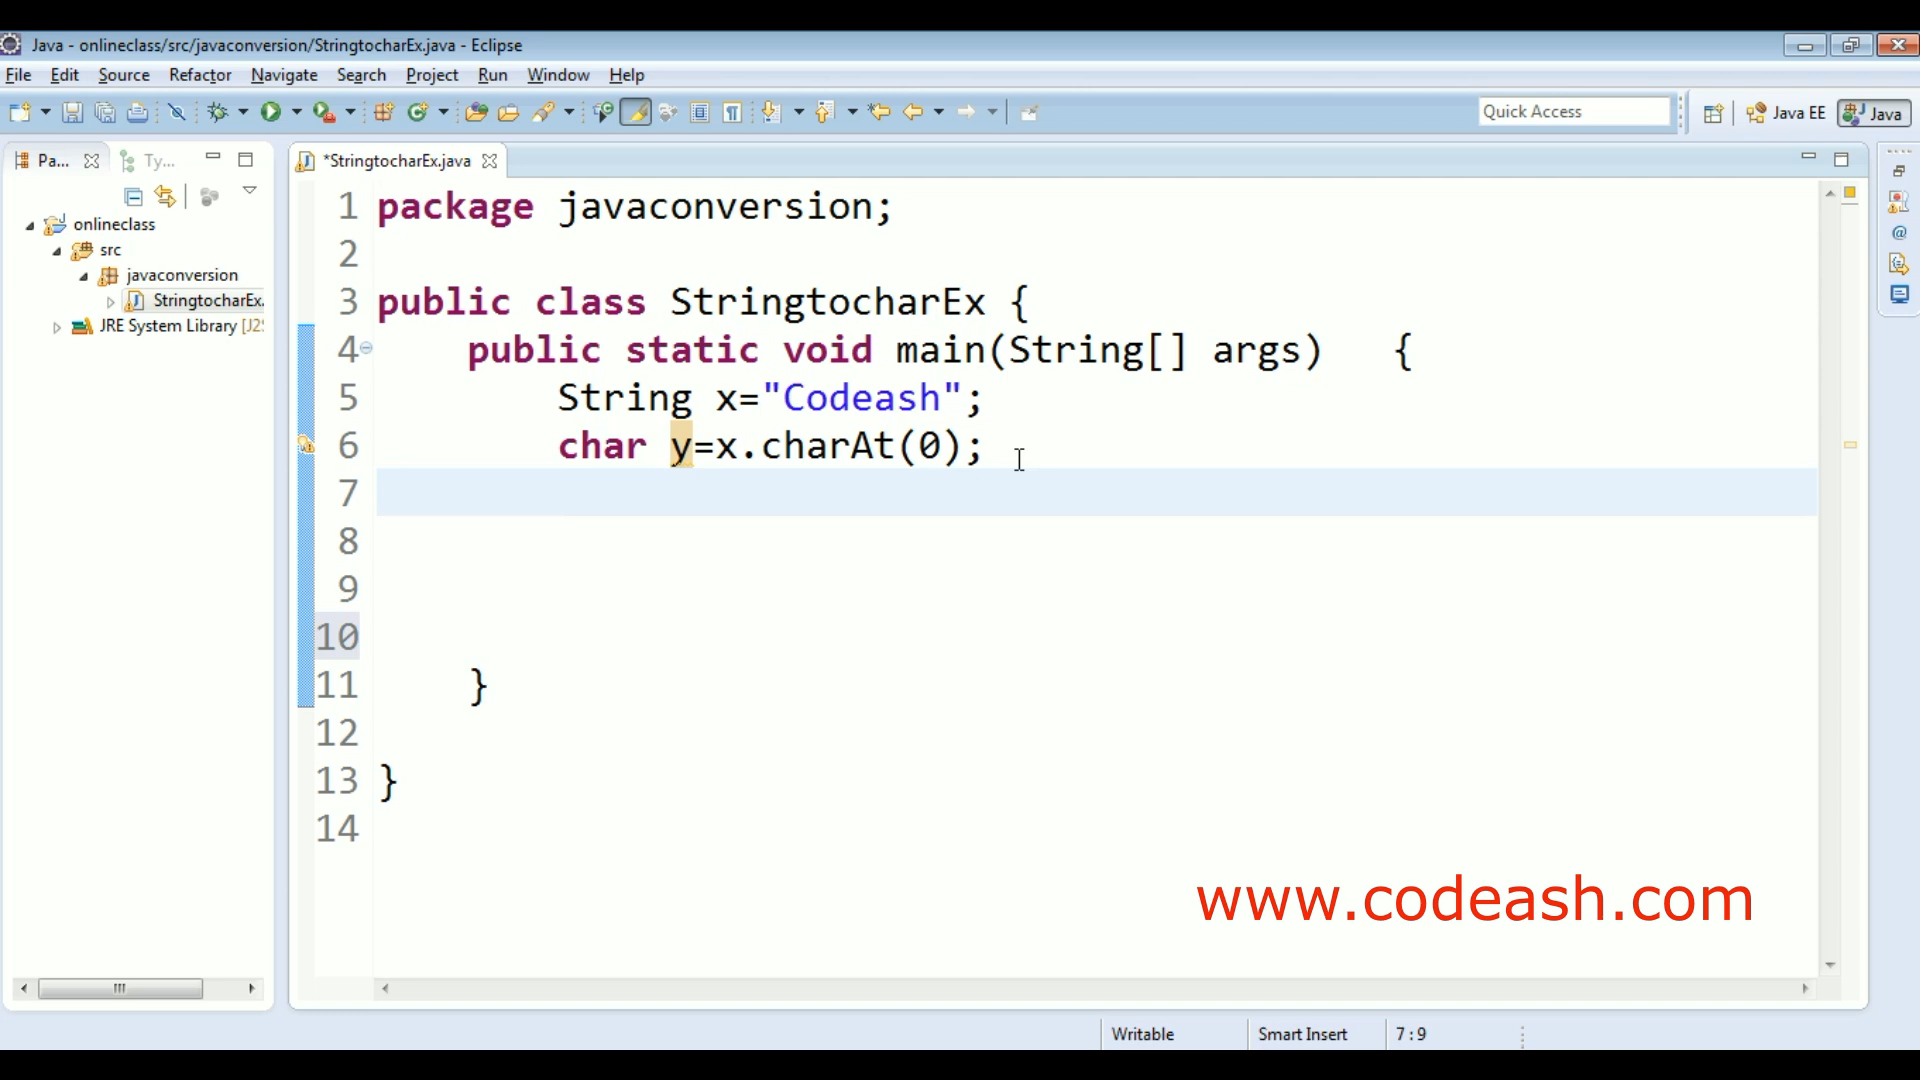 Java - onlineclass/src/javaconversion/StringtocharEx.java - Eclipse
File Edit Source Refactor Navigate Search Project Run Window Help
Quick Access
Java EE
Java
Pa...
Ty...
*StringtocharEx.java
onlineclass
src
javaconversion
StringtocharEx.
JRE System Library [J2S
1 package javaconversion;
2
3 public class StringtocharEx {
4 public static void main(String[] args) {
5 String x="Codeash";
6 char y=x.charAt(0);
7
8
9
10
11 }
12
13 }
14
www.codeash.com
Writable
Smart Insert
7 : 9